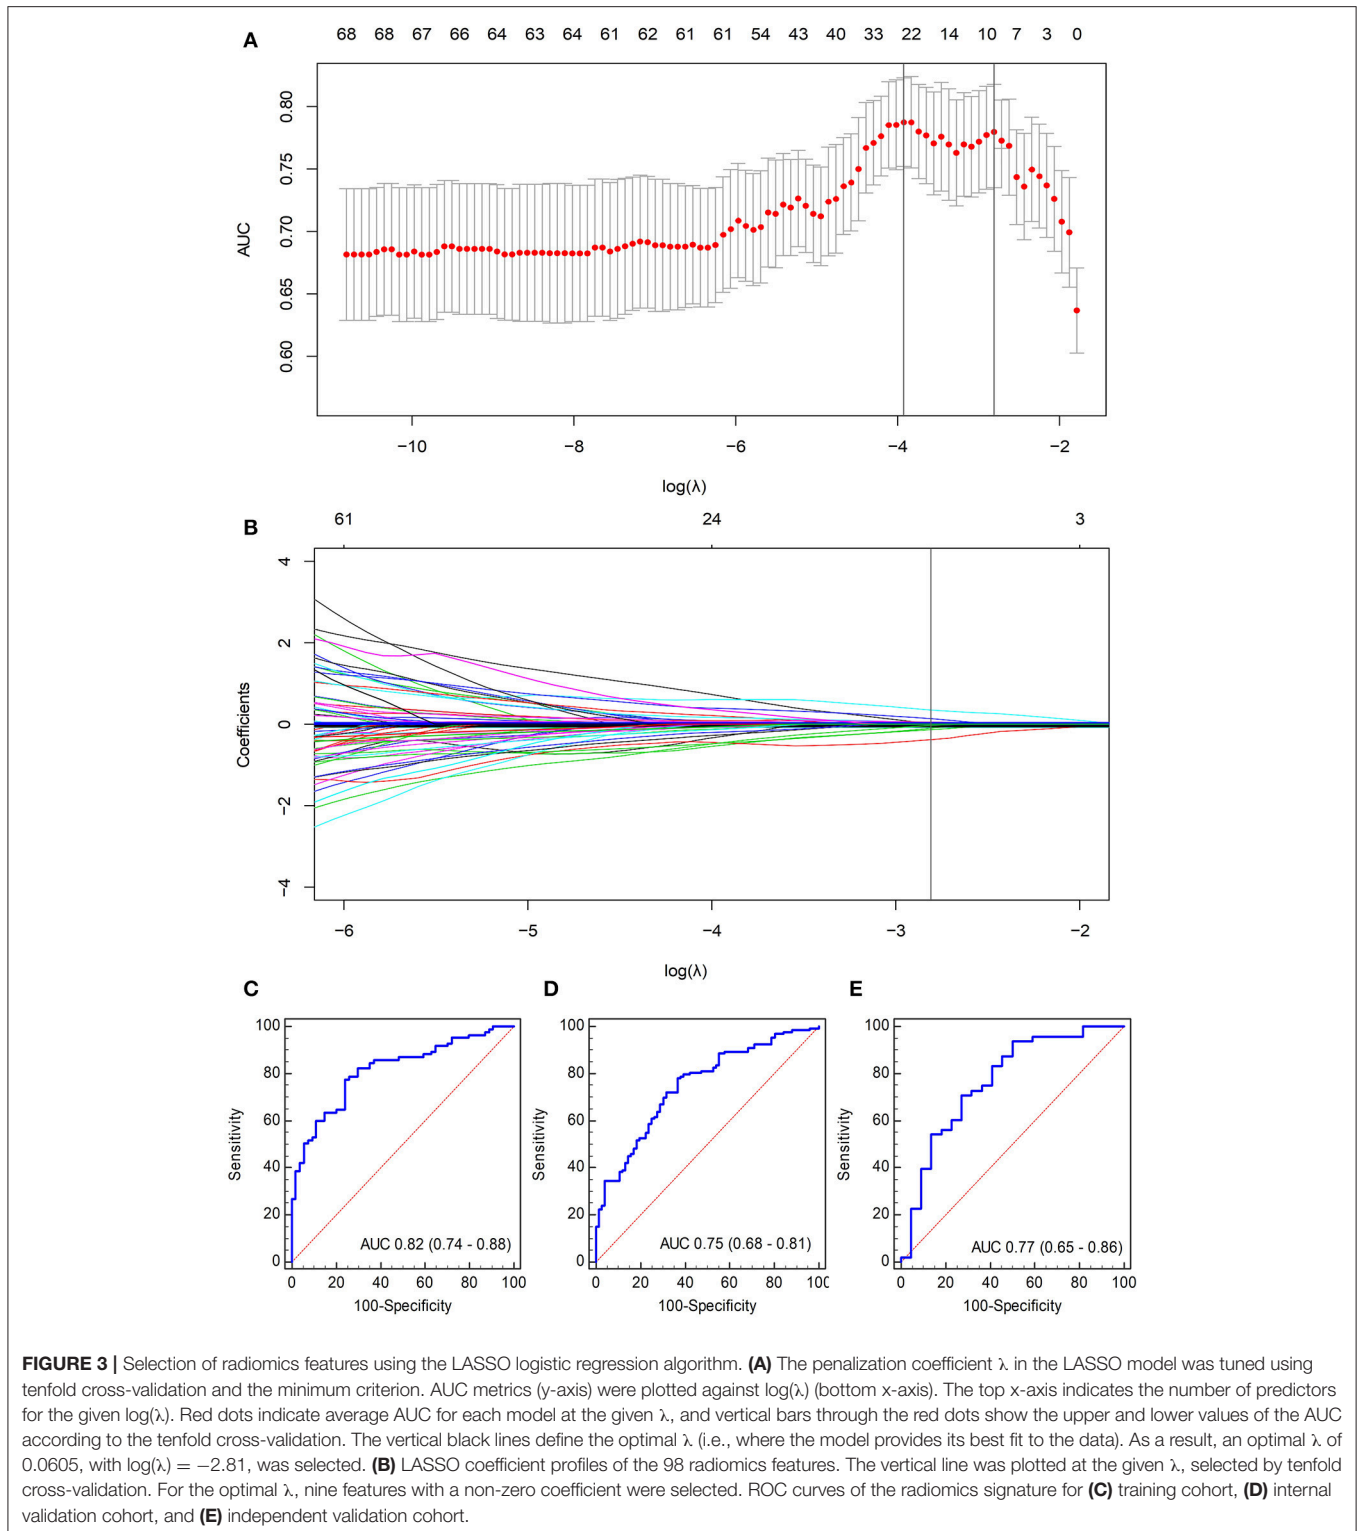 A
68 68 67 66 64 63 64 61 62 61 61 54 43 40 33 22 14 10 7 3 0
0.80
0.75
0.70
0.65
0.60
AUC
−10 −8 −6 −4 −2
log(λ)
B
61 24 3
4
2
0
−2
−4
Coefficients
−6 −5 −4 −3 −2
log(λ)
C
100
80
60
40
20
0
Sensitivity
AUC 0.82 (0.74 - 0.88)
0 20 40 60 80 100
100-Specificity
D
100
80
60
40
20
0
Sensitivity
AUC 0.75 (0.68 - 0.81)
0 20 40 60 80 100
100-Specificity
E
100
80
60
40
20
0
Sensitivity
AUC 0.77 (0.65 - 0.86)
0 20 40 60 80 100
100-Specificity
FIGURE 3 | Selection of radiomics features using the LASSO logistic regression algorithm. (A) The penalization coefficient λ in the LASSO model was tuned using
tenfold cross-validation and the minimum criterion. AUC metrics (y-axis) were plotted against log(λ) (bottom x-axis). The top x-axis indicates the number of predictors
for the given log(λ). Red dots indicate average AUC for each model at the given λ, and vertical bars through the red dots show the upper and lower values of the AUC
according to the tenfold cross-validation. The vertical black lines define the optimal λ (i.e., where the model provides its best fit to the data). As a result, an optimal λ of
0.0605, with log(λ) = −2.81, was selected. (B) LASSO coefficient profiles of the 98 radiomics features. The vertical line was plotted at the given λ, selected by tenfold
cross-validation. For the optimal λ, nine features with a non-zero coefficient were selected. ROC curves of the radiomics signature for (C) training cohort, (D) internal
validation cohort, and (E) independent validation cohort.